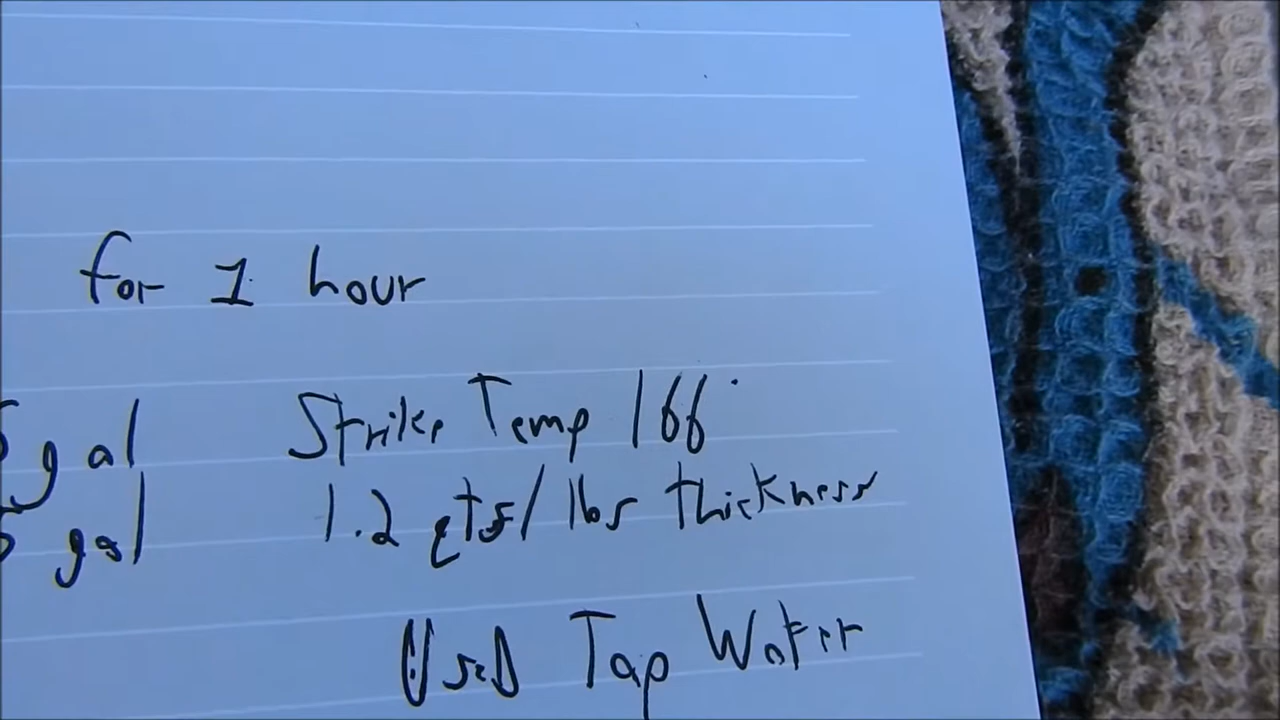 for 1 hour
gal Strike Temp 166°
gal 1.2 qts/lbs thickness
Used Tap Water